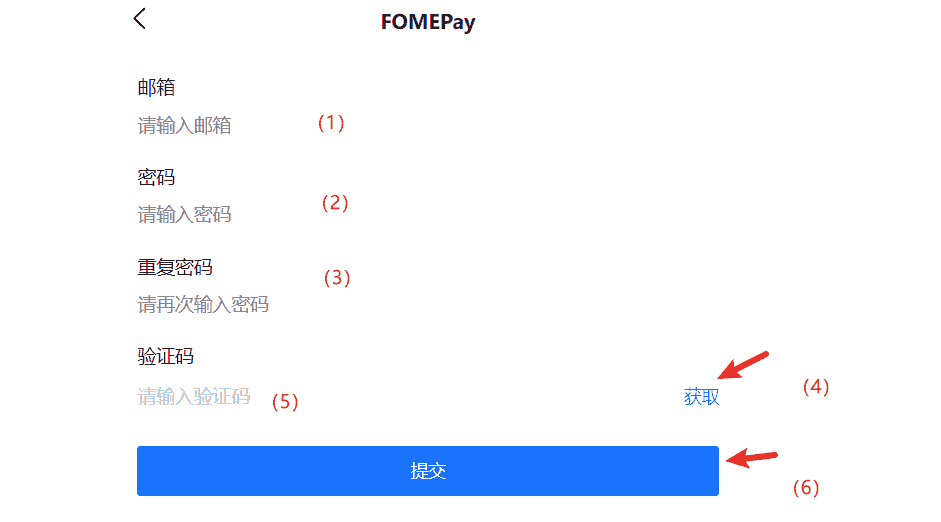 FOMEPay
邮箱
请输入邮箱 (1)
密码
请输入密码 (2)
重复密码 (3)
请再次输入密码
验证码
请输入验证码 (5) 获取 (4)
提交 (6)